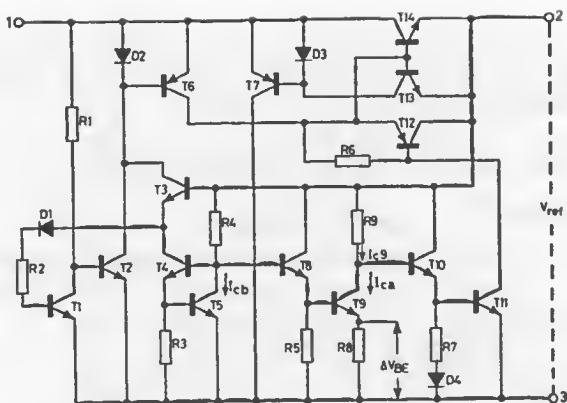 1
2
T14
D2
D3
T6
T7
T13
R1
T12
R6
T3
D1
R4
R9
Vref
Ic9
R2
T4
T8
T10
T2
Icb
Ica
T1
T5
T9
T11
R3
R5
R8
ΔVBE
R7
D4
3